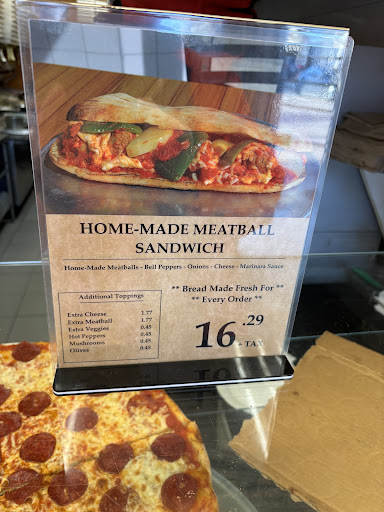 HOME-MADE MEATBALL
SANDWICH
Home-Made Meatballs - Bell Peppers - Onions - Cheese - Marinara Sauce
Additional Toppings
Extra Cheese 1.77
Extra Meatball 1.77
Extra Veggies 0.45
Hot Peppers 0.45
Mushrooms 0.45
Olives 0.45
** Bread Made Fresh For **
** Every Order **
16.29
+ TAX